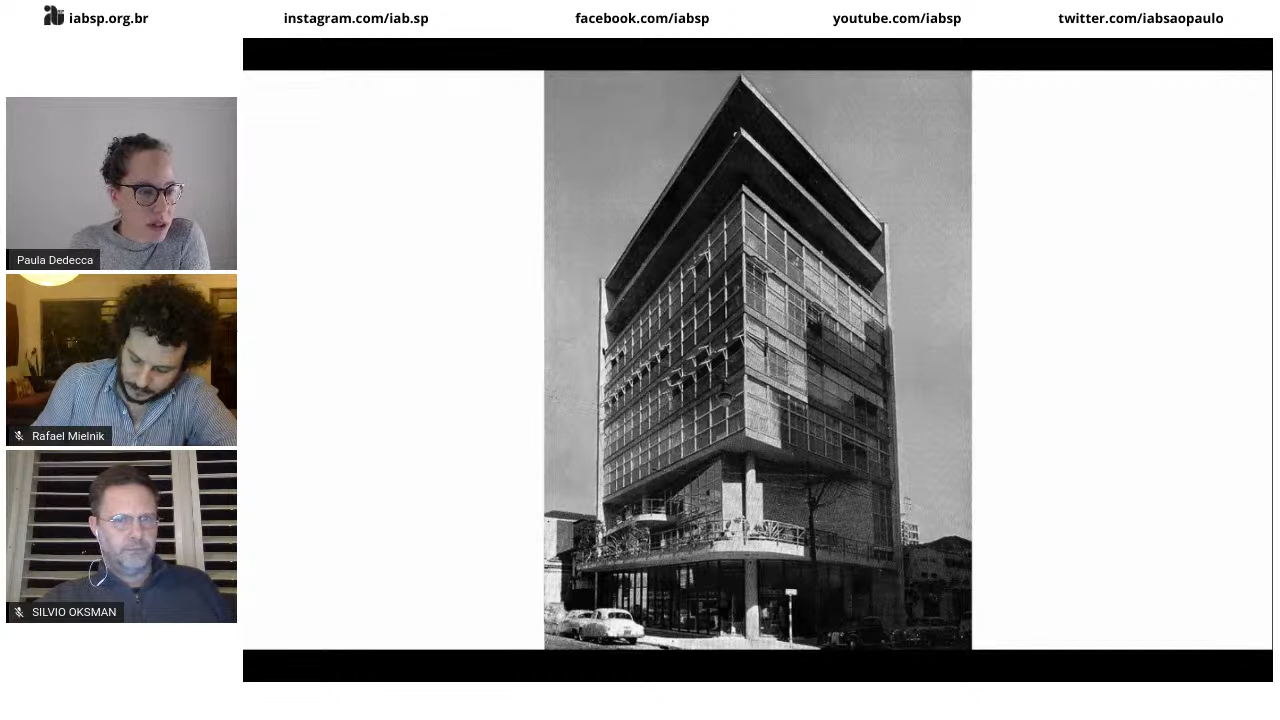 iabsp.org.br
instagram.com/iab.sp
facebook.com/iabsp
youtube.com/iabsp
twitter.com/iabsaopaulo
Paula Dedecca
Rafael Mielnik
SILVIO OKSMAN